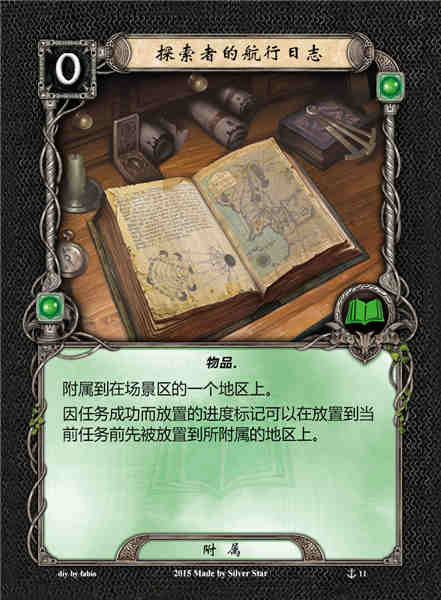 0
探索者的航行日志
物品.
附属到在场景区的一个地区上。
因任务成功而放置的进度标记可以在放置到当
前任务前先被放置到所附属的地区上。
附 属
diy by fabio
2015 Made by Silver Star
11